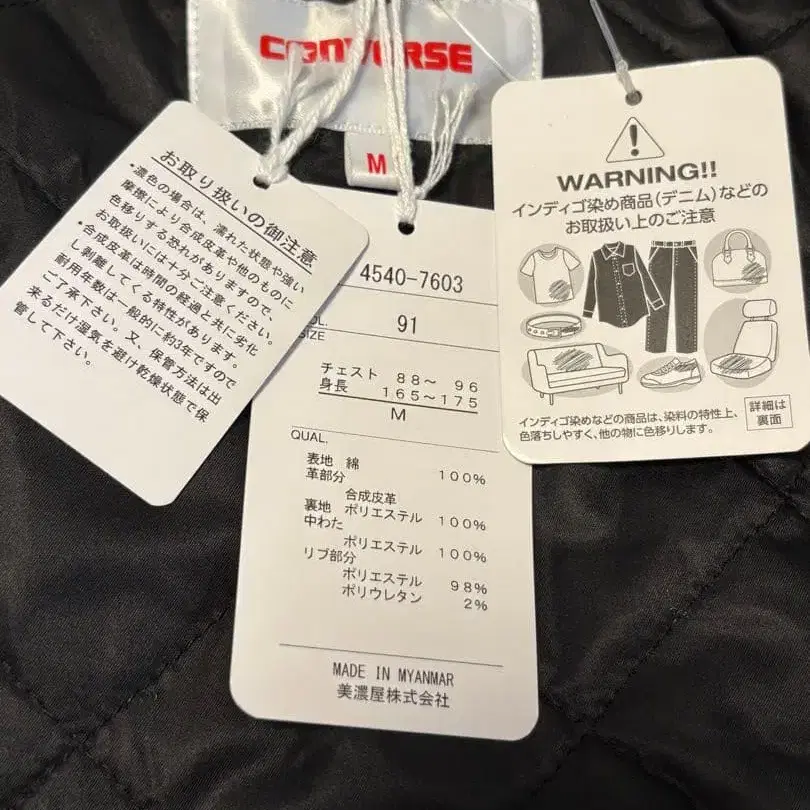 CONVERSE
M
お取り扱いの御注意
・濃色の場合は、濡れた状態や強い
摩擦により合成皮革や他のものに
色移りする恐れがありますので、
お取扱いには十分ご注意ください。
・合成皮革は時間の経過と共に劣化
し剥離してくる特性があります。
耐用年数は一般的に約3年ですので
ご了承下さい。又、保管方法は出
来るだけ湿気を避け乾燥状態で保
管して下さい。
4540-7603
91
SIZE
チェスト 88～ 96
身長 165～175
M
QUAL.
表地 綿 100%
革部分
合成皮革
裏地 ポリエステル 100%
中わた
ポリエステル 100%
リブ部分
ポリエステル 98%
ポリウレタン 2%
MADE IN MYANMAR
美濃屋株式会社
WARNING!!
インディゴ染め商品(デニム)などの
お取扱い上のご注意
インディゴ染めなどの商品は、染料の特性上、
色落ちしやすく、他の物に色移りします。
詳細は
裏面